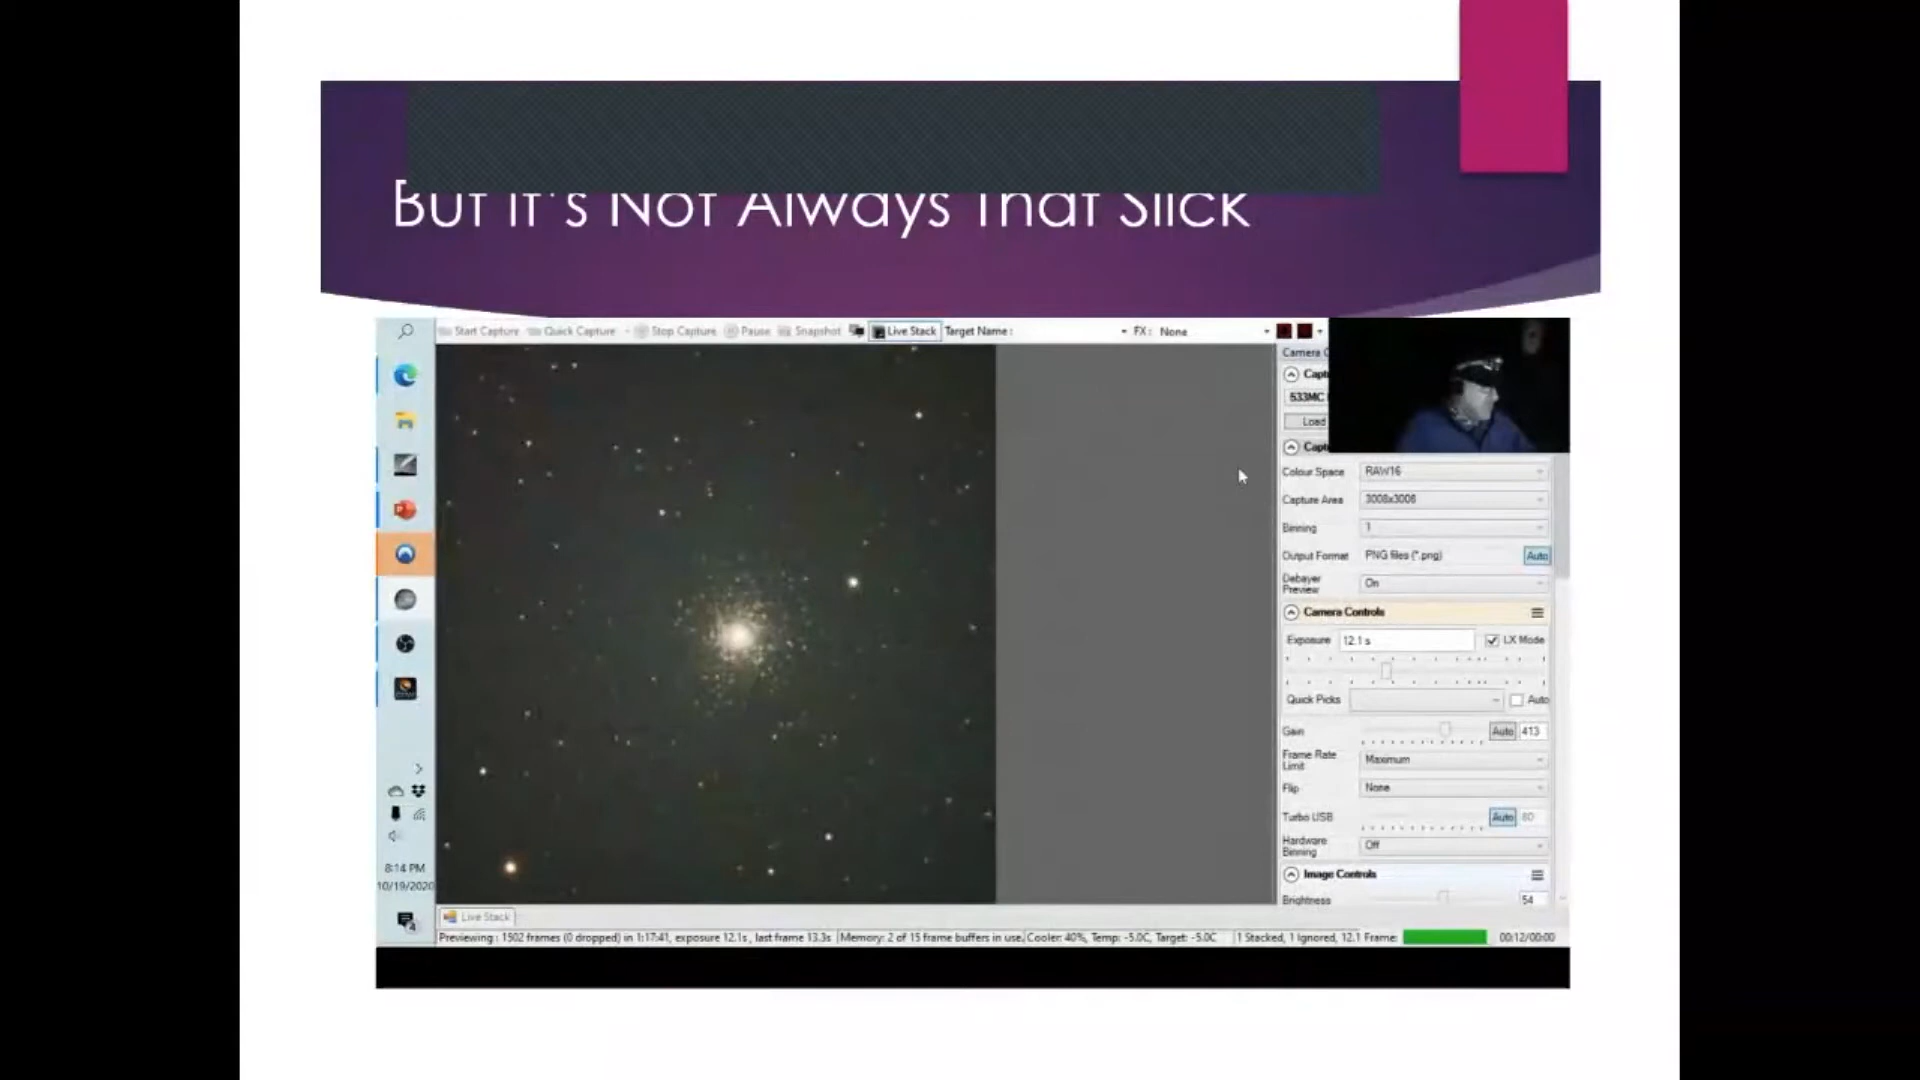 But It's Not Always That Slick
Start Capture Quick Capture Stop Capture Pause Snapshot Live Stack Target Name: FX: None
Camera C
Capt
533MC
Load
Capt
Colour Space RAW16
Capture Area 3008x3008
Binning 1
Output Format PNG files (*.png) Auto
Debayer Preview On
Camera Controls
Exposure 12.1 s LX Mode
Quick Picks Auto
Gain Auto 413
Frame Rate Limit Maximum
Flip None
Turbo USB Auto 80
Hardware Binning Off
Image Controls
Brightness 54
8:14 PM
10/19/2020
4
Live Stack
Previewing : 1502 frames (0 dropped) in 1:17:41, exposure 12.1s , last frame 13.3s Memory: 2 of 15 frame buffers in use. Cooler: 40%, Temp: -5.0C, Target: -5.0C 1 Stacked, 1 Ignored, 12.1 Frame: 00:12/00:00